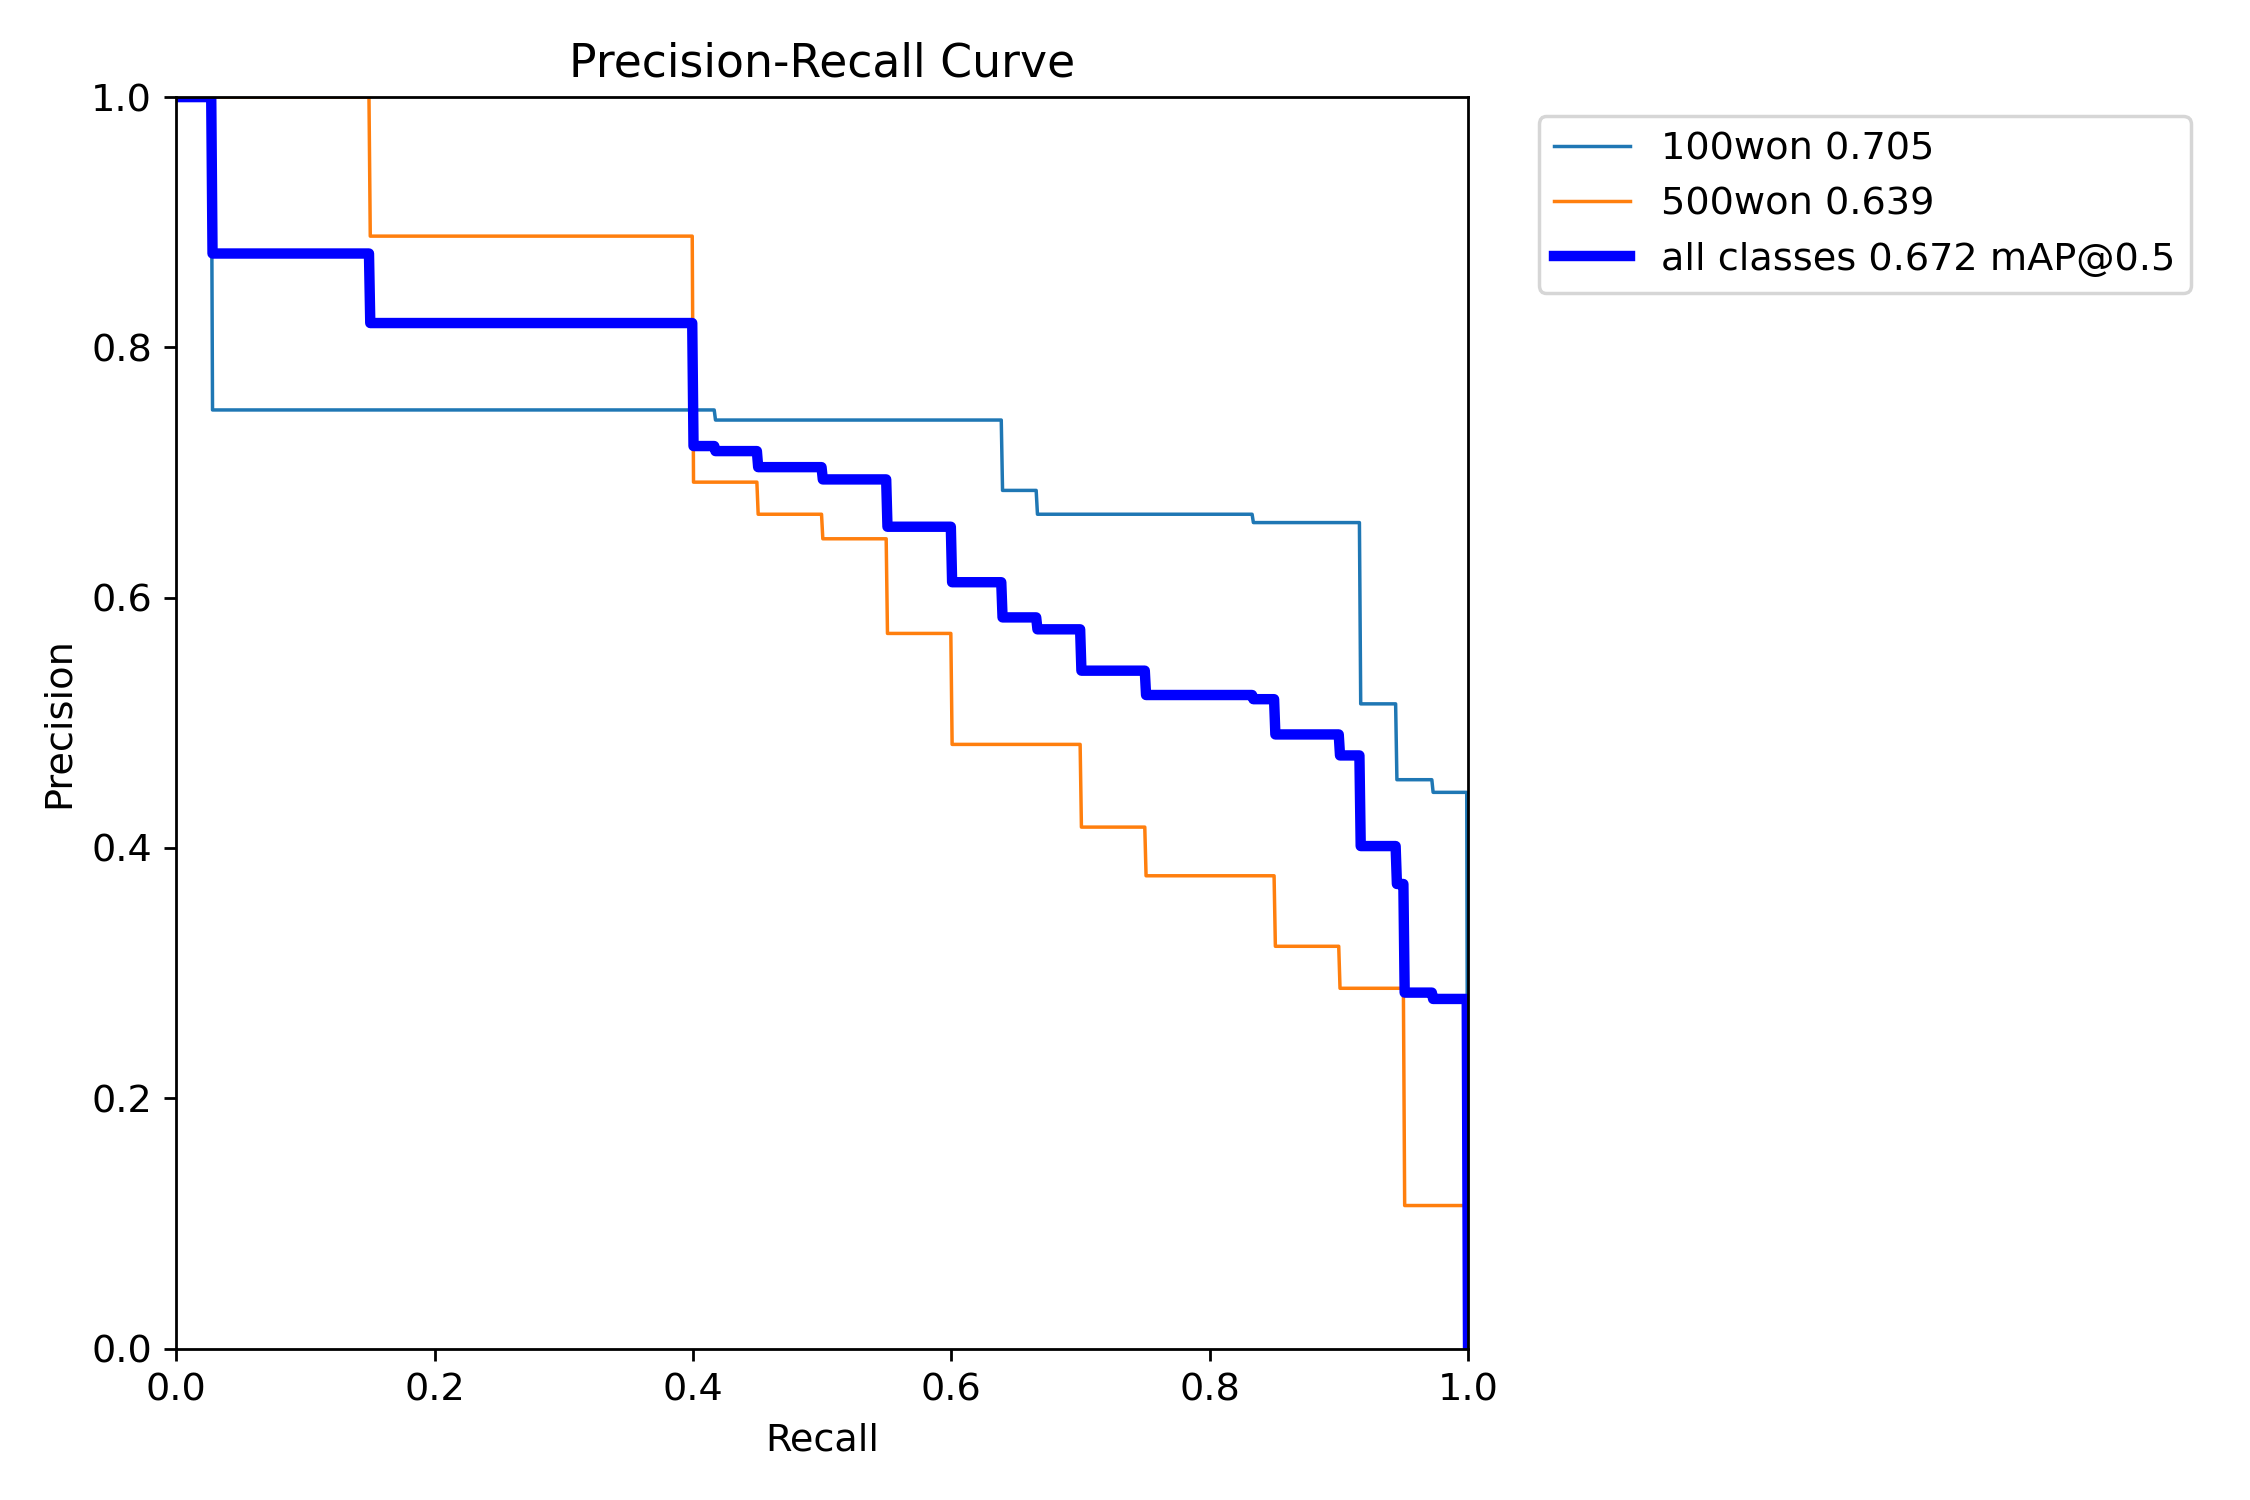 Precision-Recall Curve
100won 0.705
500won 0.639
all classes 0.672 mAP@0.5
Precision
1.0
0.8
0.6
0.4
0.2
0.0
0.0 0.2 0.4 0.6 0.8 1.0
Recall